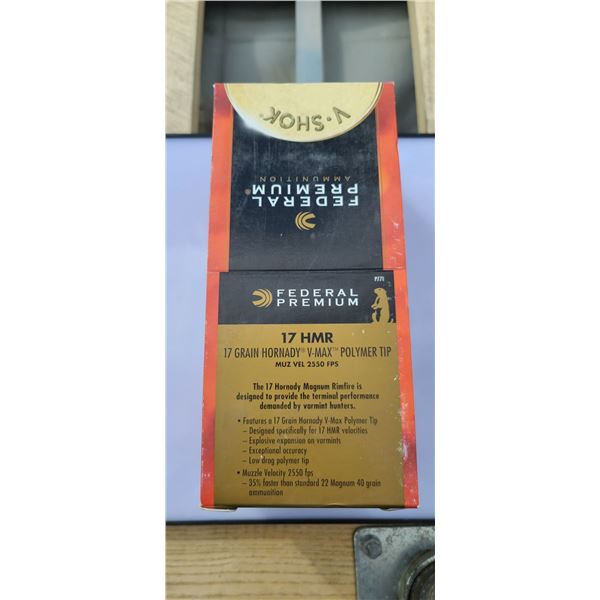 V·SHOK®
FEDERAL
PREMIUM®
AMMUNITION
P771
FEDERAL
PREMIUM
17 HMR
17 GRAIN HORNADY® V-MAX™ POLYMER TIP
MUZ VEL 2550 FPS
The 17 Hornady Magnum Rimfire is
designed to provide the terminal performance
demanded by varmint hunters.
• Features a 17 Grain Hornady V-Max Polymer Tip
– Designed specifically for 17 HMR velocities
– Explosive expansion on varmints
– Exceptional accuracy
– Low drag polymer tip
• Muzzle Velocity 2550 fps
– 35% faster than standard 22 Magnum 40 grain
ammunition